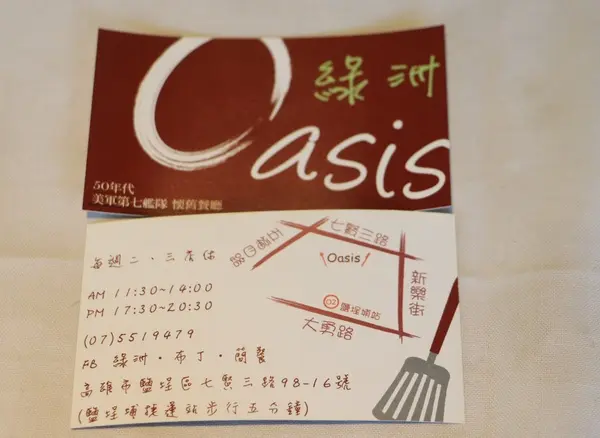 Oasis
綠洲
50年代
美軍第七艦隊 懷舊餐廳
每週二、三店休
AM 11:30~14:00
PM 17:30~20:30
(07)5519479
FB 綠洲・布丁・簡餐
高雄市鹽埕區七賢三路98-16號
(鹽埕埔捷運站步行五分鐘)
七賢三路
五福四路
Oasis
新樂街
O2 鹽埕埔站
大勇路